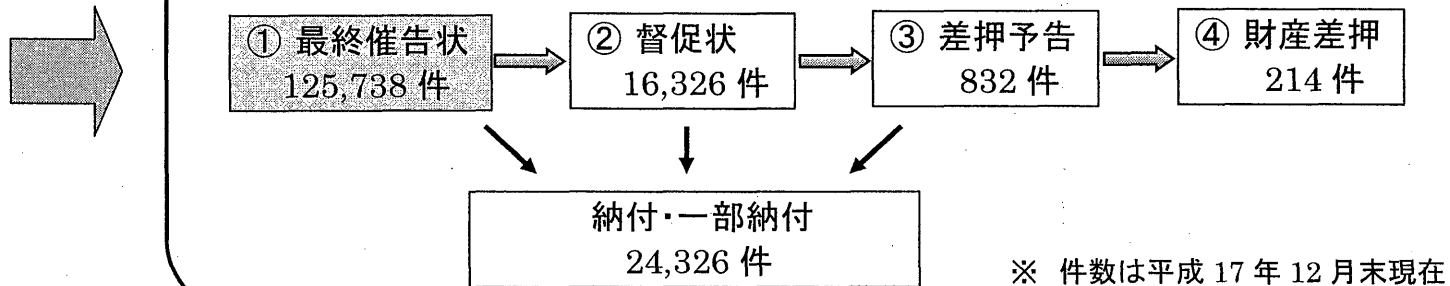 ① 最終催告状
125,738 件
② 督促状
16,326 件
③ 差押予告
832 件
④ 財産差押
214 件
納付・一部納付
24,326 件
※ 件数は平成 17 年 12 月末現在